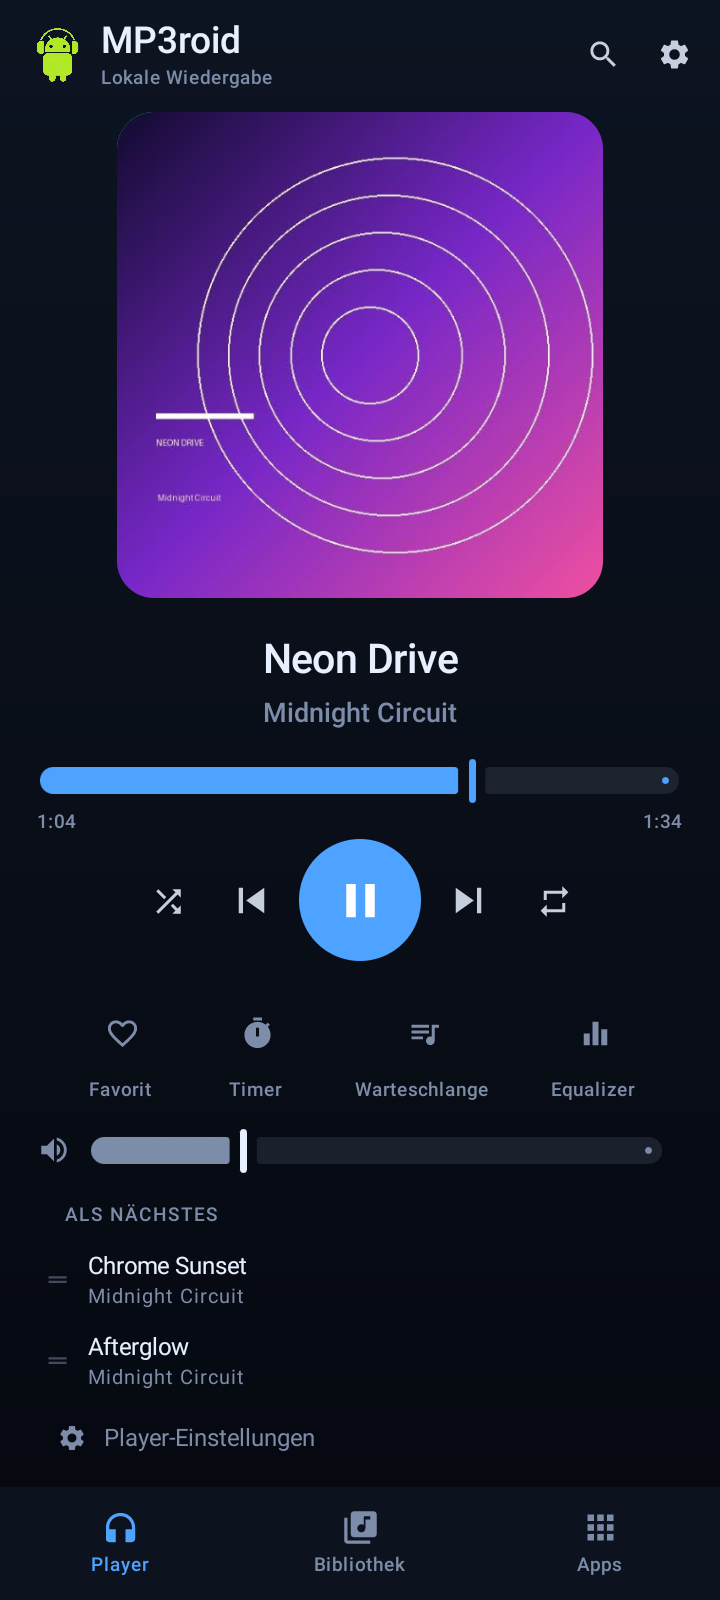 MP3roid
Lokale Wiedergabe
NEON DRIVE
Midnight Circuit
Neon Drive
Midnight Circuit
1:04
1:34
Favorit
Timer
Warteschlange
Equalizer
ALS NÄCHSTES
Chrome Sunset
Midnight Circuit
Afterglow
Midnight Circuit
Player-Einstellungen
Player
Bibliothek
Apps